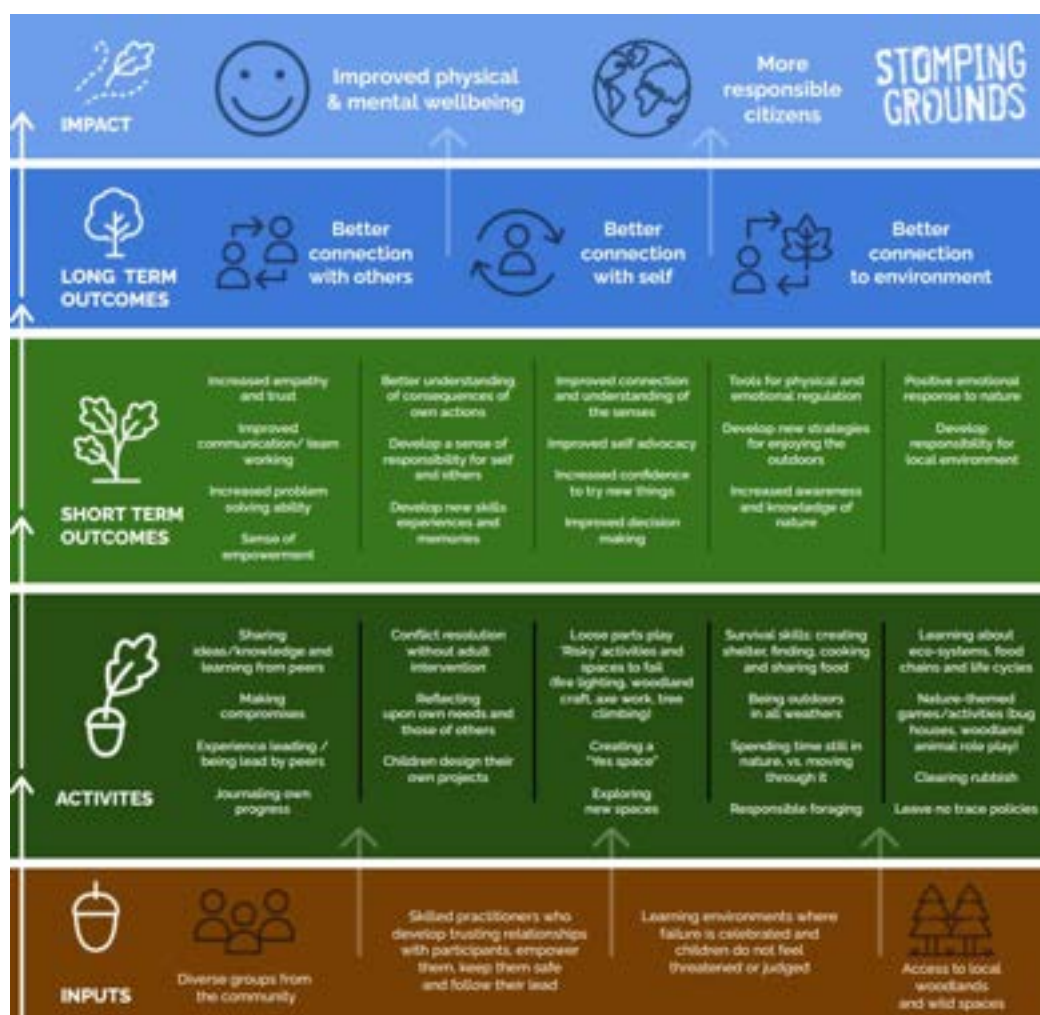 IMPACT
Improved physical
& mental wellbeing
More
responsible
citizens
STOMPING
GROUNDS
LONG TERM
OUTCOMES
Better
connection
with others
Better
connection
with self
Better
connection
to environment
SHORT TERM
OUTCOMES
Increased empathy
and trust
Improved
communication/ team
working
Increased problem
solving ability
Sense of
empowerment
Better understanding
of consequences of
own actions
Develop a sense of
responsibility for self
and others
Develop new skills
experiences and
memories
Improved connection
and understanding of
the senses
Improved self advocacy
Increased confidence
to try new things
Improved decision
making
Tools for physical and
emotional regulation
Develop new strategies
for enjoying the
outdoors
Increased awareness
and knowledge of
nature
Positive emotional
response to nature
Develop
responsibility for
local environment
ACTIVITES
Sharing
ideas/knowledge and
learning from peers
Making
compromises
Experience leading /
being lead by peers
Journaling own
progress
Conflict resolution
without adult
intervention
Reflecting
upon own needs and
those of others
Children design their
own projects
Loose parts play
'Risky' activities and
spaces to fail
(fire lighting, woodland
craft, axe work, tree
climbing)
Creating a
"Yes space"
Exploring
new spaces
Survival skills: creating
shelter, finding, cooking
and sharing food
Being outdoors
in all weathers
Spending time still in
nature, vs. moving
through it
Responsible foraging
Learning about
eco-systems, food
chains and life cycles
Nature-themed
games/activities (bug
houses, woodland
animal role play)
Clearing rubbish
Leave no trace policies
INPUTS
Diverse groups from
the community
Skilled practitioners who
develop trusting relationships
with participants, empower
them, keep them safe
and follow their lead
Learning environments where
failure is celebrated and
children do not feel
threatened or judged
Access to local
woodlands
and wild spaces